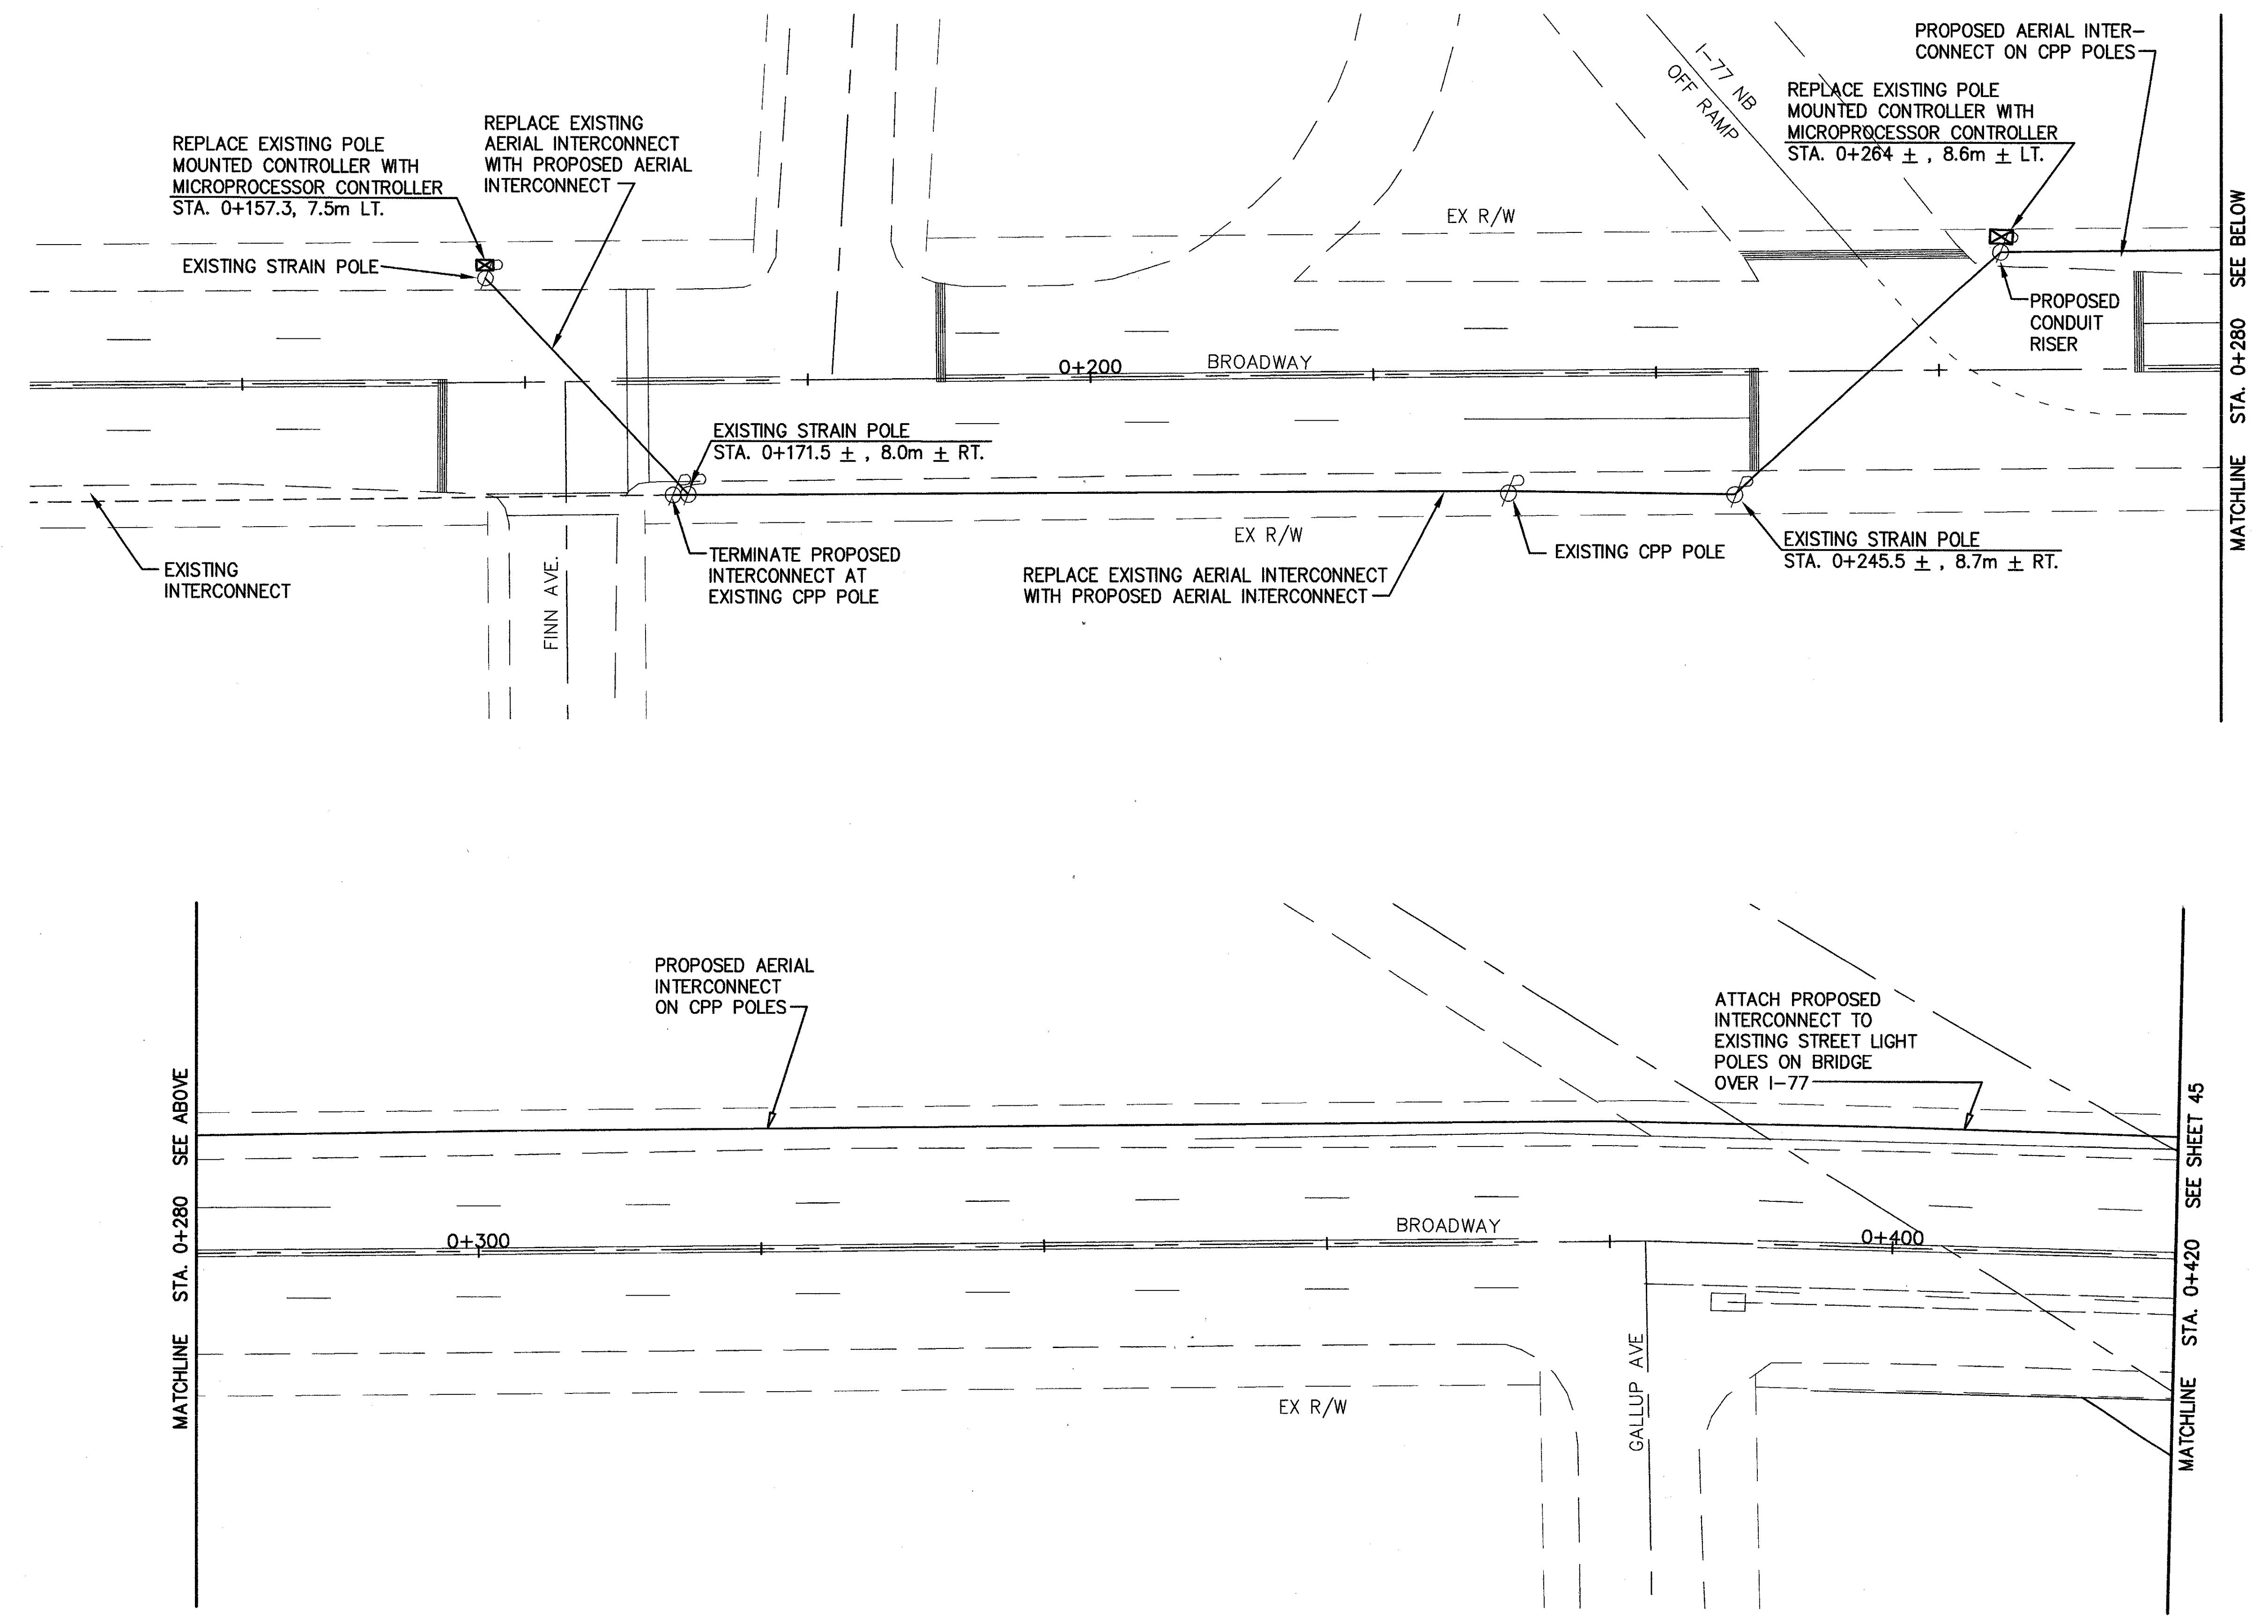 PROPOSED AERIAL INTER-
CONNECT ON CPP POLES
I-77 NB
OFF RAMP
REPLACE EXISTING POLE
MOUNTED CONTROLLER WITH
MICROPROCESSOR CONTROLLER
STA. 0+264 ± , 8.6m ± LT.
REPLACE EXISTING
AERIAL INTERCONNECT
WITH PROPOSED AERIAL
INTERCONNECT
REPLACE EXISTING POLE
MOUNTED CONTROLLER WITH
MICROPROCESSOR CONTROLLER
STA. 0+157.3, 7.5m LT.
EX R/W
EXISTING STRAIN POLE
PROPOSED
CONDUIT
RISER
MATCHLINE STA. 0+280 SEE BELOW
0+200
BROADWAY
EXISTING STRAIN POLE
STA. 0+171.5 ± , 8.0m ± RT.
EX R/W
EXISTING STRAIN POLE
STA. 0+245.5 ± , 8.7m ± RT.
EXISTING CPP POLE
TERMINATE PROPOSED
INTERCONNECT AT
EXISTING CPP POLE
EXISTING
INTERCONNECT
FINN AVE.
REPLACE EXISTING AERIAL INTERCONNECT
WITH PROPOSED AERIAL INTERCONNECT
PROPOSED AERIAL
INTERCONNECT
ON CPP POLES
ATTACH PROPOSED
INTERCONNECT TO
EXISTING STREET LIGHT
POLES ON BRIDGE
OVER I-77
MATCHLINE STA. 0+280 SEE ABOVE
MATCHLINE STA. 0+420 SEE SHEET 45
0+300
BROADWAY
0+400
GALLUP AVE
EX R/W